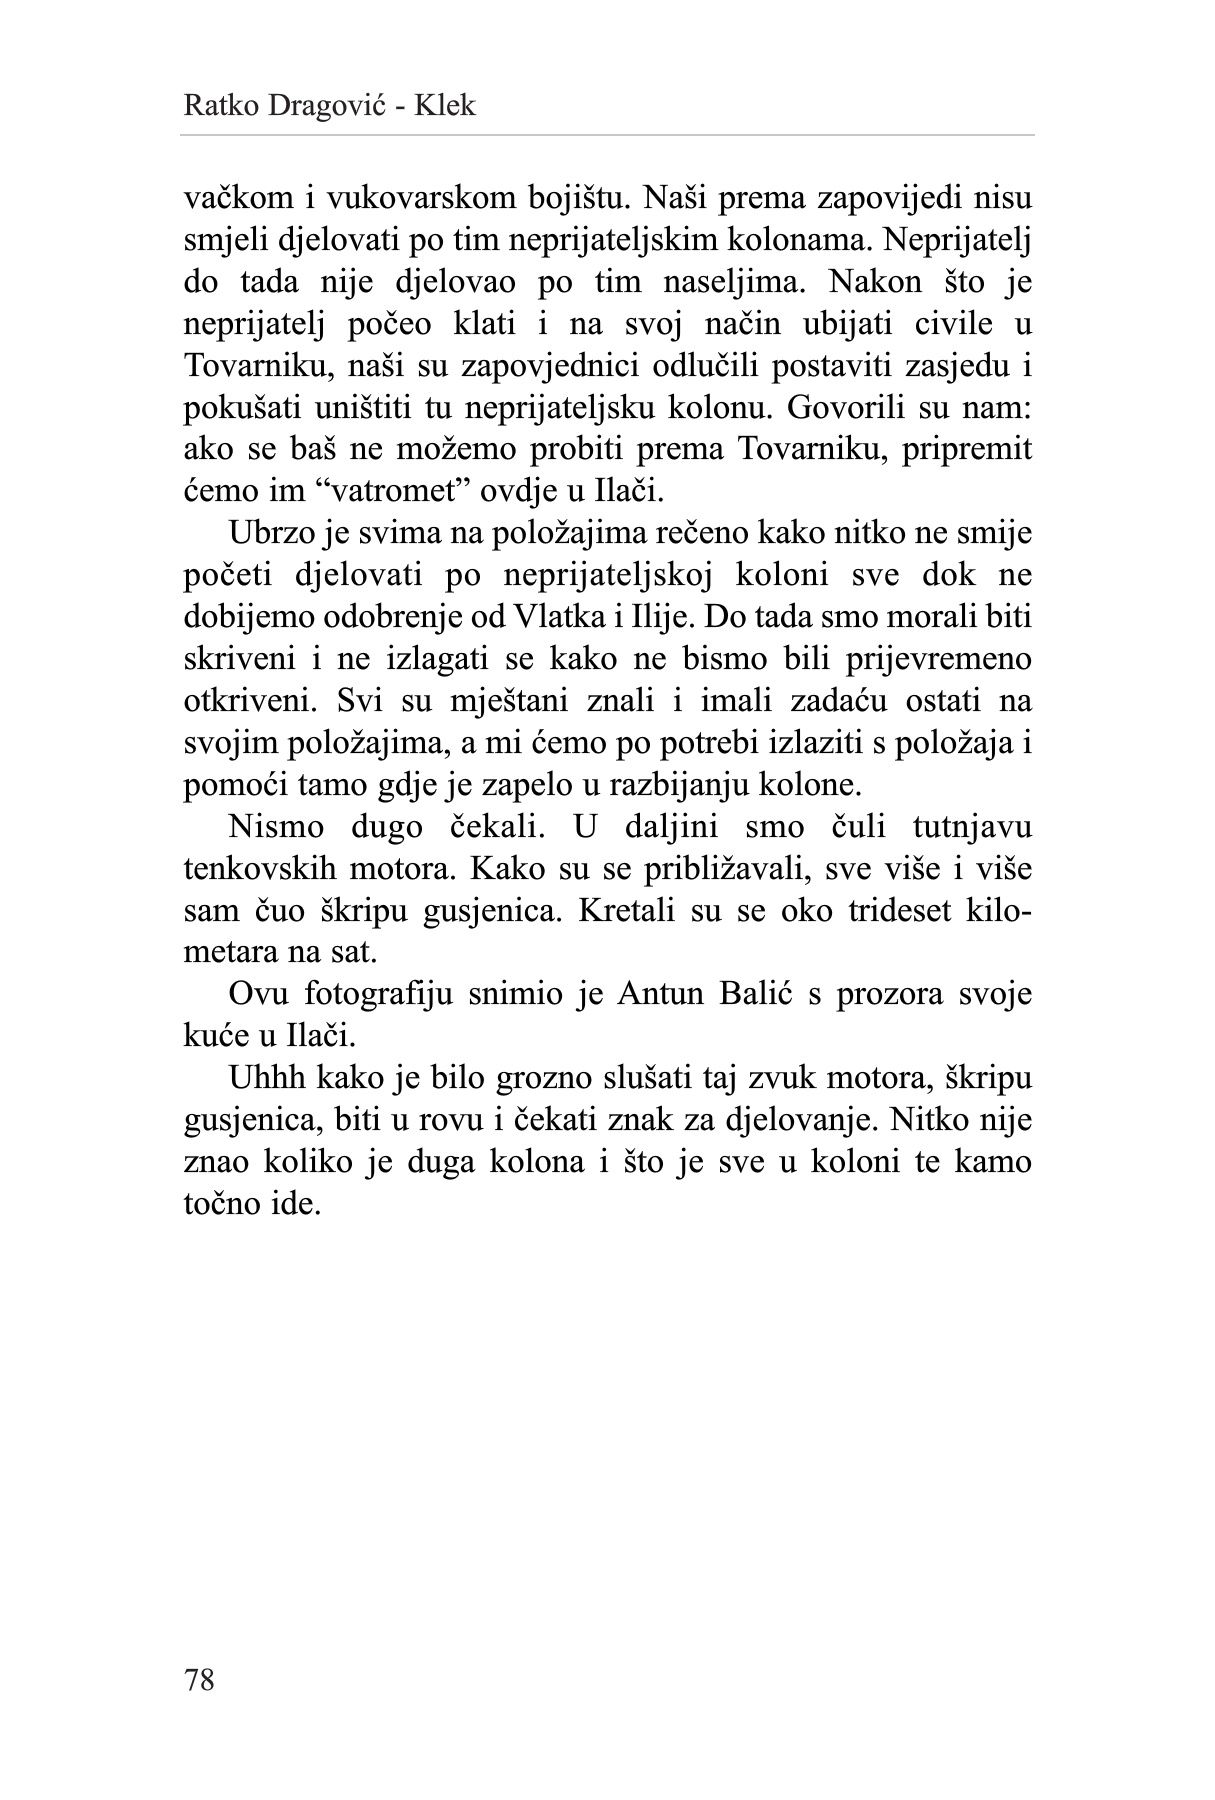 Ratko Dragović - Klek
vačkom i vukovarskom bojištu. Naši prema zapovijedi nisu
smjeli djelovati po tim neprijateljskim kolonama. Neprijatelj
do tada nije djelovao po tim naseljima. Nakon što je
neprijatelj počeo klati i na svoj način ubijati civile u
Tovarniku, naši su zapovjednici odlučili postaviti zasjedu i
pokušati uništiti tu neprijateljsku kolonu. Govorili su nam:
ako se baš ne možemo probiti prema Tovarniku, pripremit
ćemo im “vatromet” ovdje u Ilači.
Ubrzo je svima na položajima rečeno kako nitko ne smije
početi djelovati po neprijateljskoj koloni sve dok ne
dobijemo odobrenje od Vlatka i Ilije. Do tada smo morali biti
skriveni i ne izlagati se kako ne bismo bili prijevremeno
otkriveni. Svi su mještani znali i imali zadaću ostati na
svojim položajima, a mi ćemo po potrebi izlaziti s položaja i
pomoći tamo gdje je zapelo u razbijanju kolone.
Nismo dugo čekali. U daljini smo čuli tutnjavu
tenkovskih motora. Kako su se približavali, sve više i više
sam čuo škripu gusjenica. Kretali su se oko trideset kilo-
metara na sat.
Ovu fotografiju snimio je Antun Balić s prozora svoje
kuće u Ilači.
Uhhh kako je bilo grozno slušati taj zvuk motora, škripu
gusjenica, biti u rovu i čekati znak za djelovanje. Nitko nije
znao koliko je duga kolona i što je sve u koloni te kamo
točno ide.
78